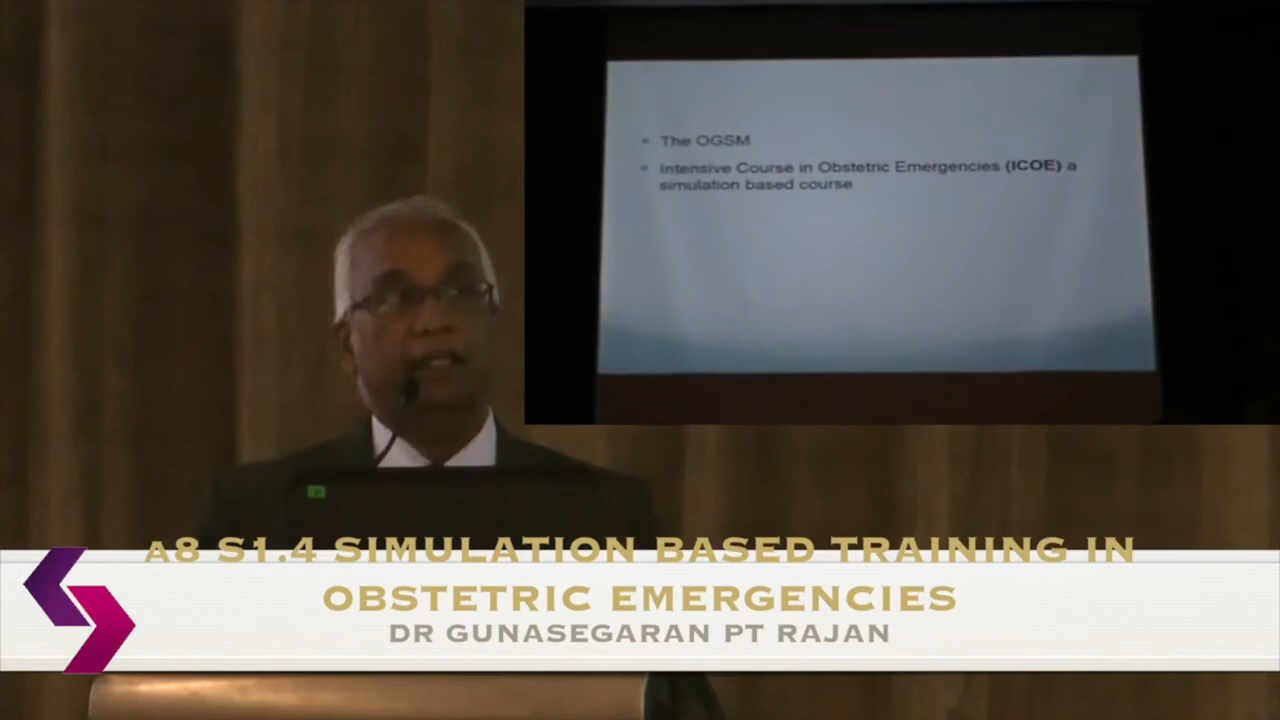 The OGSM
Intensive Course in Obstetric Emergencies (ICOE) a
simulation based course
A8 S1.4 SIMULATION BASED TRAINING IN
OBSTETRIC EMERGENCIES
DR GUNASEGARAN PT RAJAN